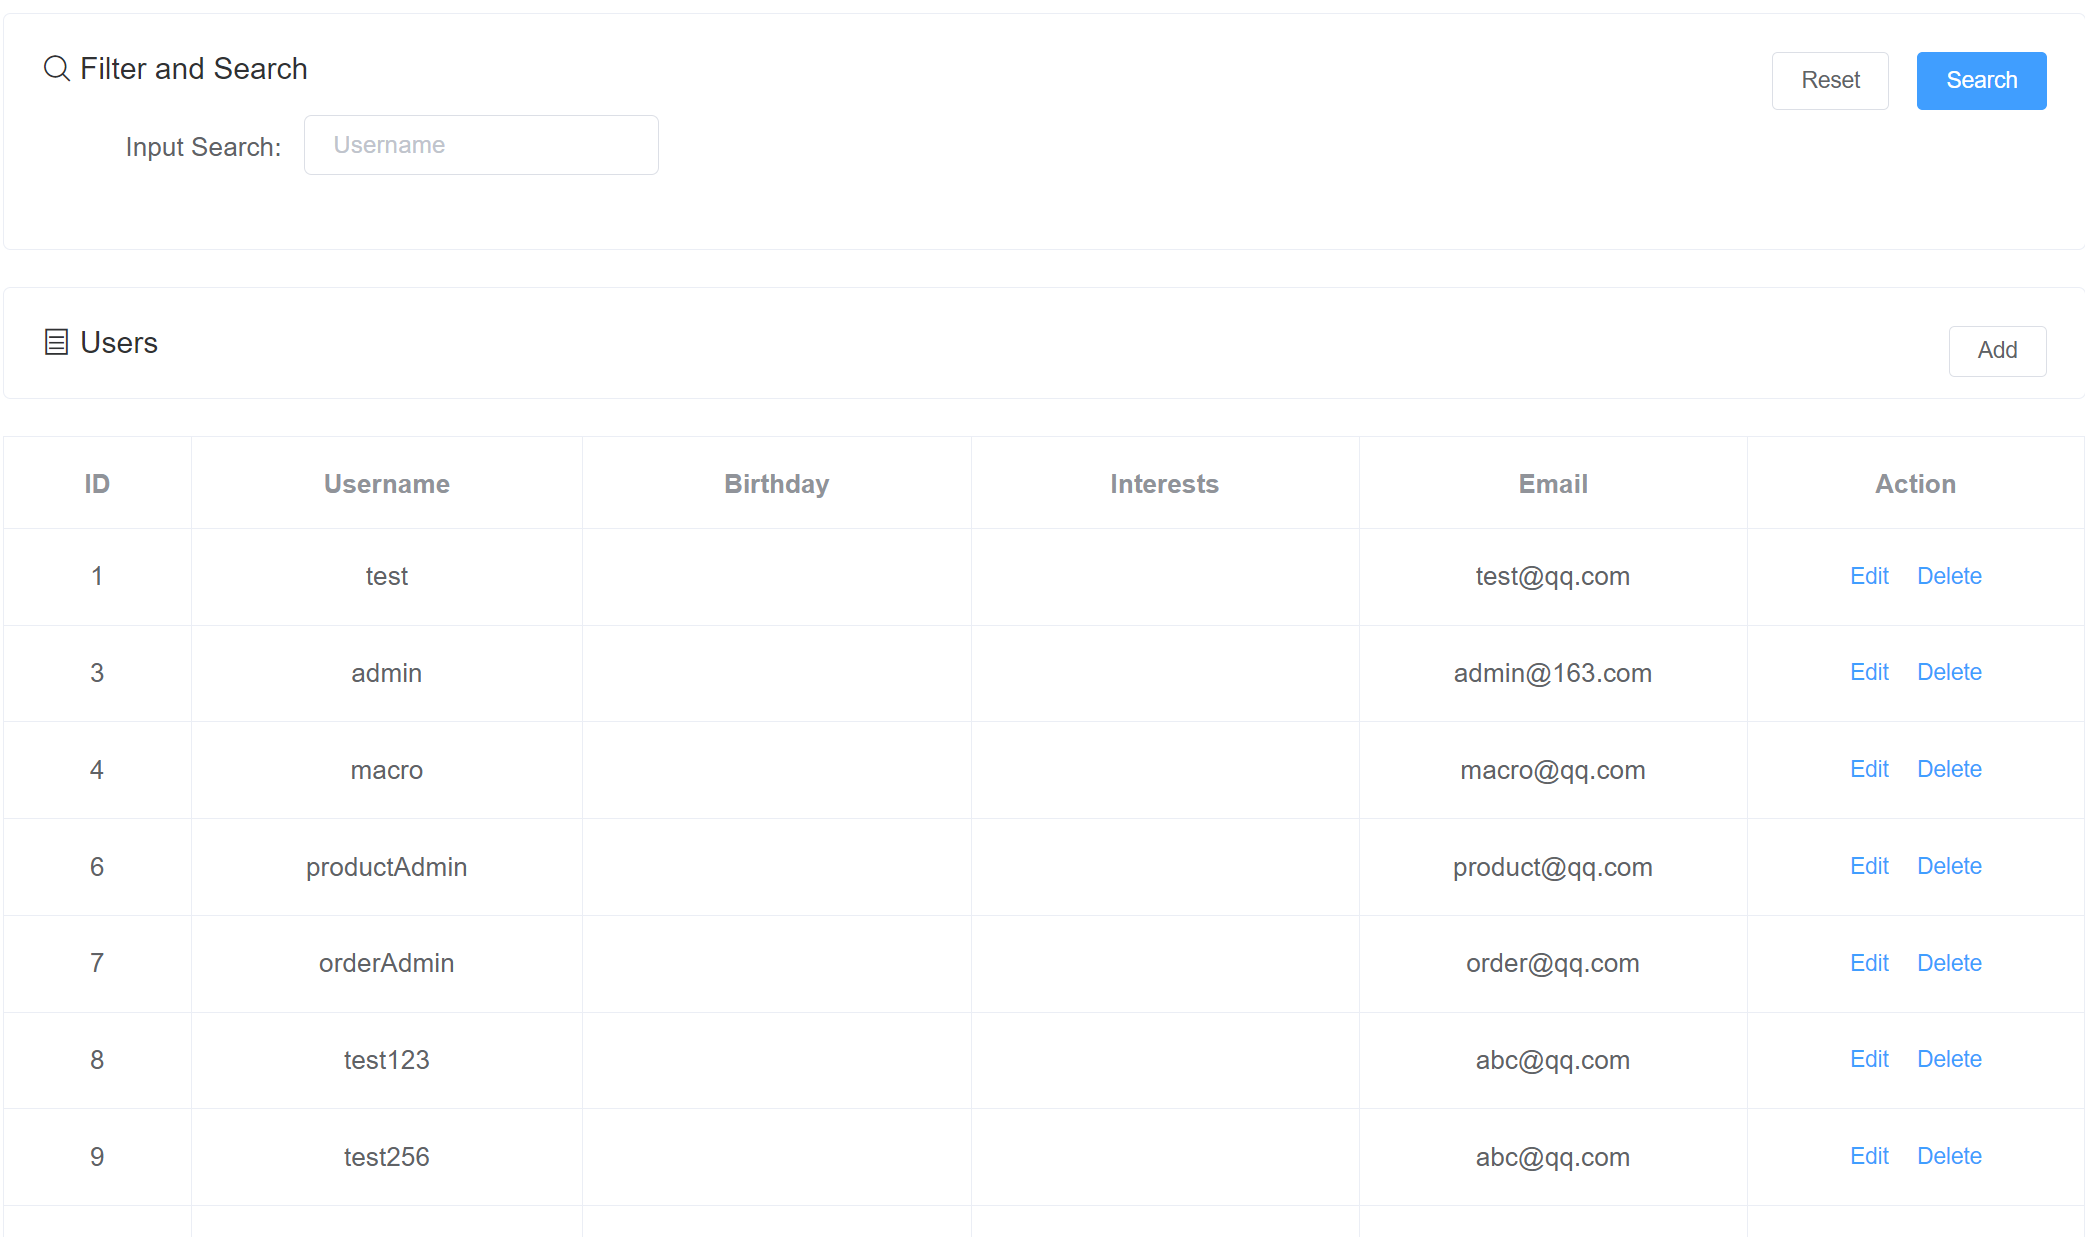 Filter and Search
Reset Search
Input Search: Username
Users
Add
ID Username Birthday Interests Email Action
1 test test@qq.com Edit Delete
3 admin admin@163.com Edit Delete
4 macro macro@qq.com Edit Delete
6 productAdmin product@qq.com Edit Delete
7 orderAdmin order@qq.com Edit Delete
8 test123 abc@qq.com Edit Delete
9 test256 abc@qq.com Edit Delete